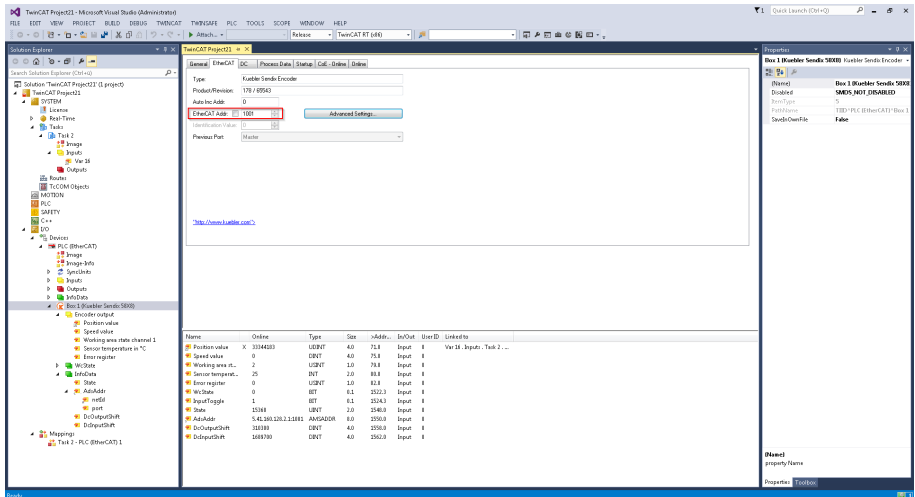 TwinCAT Project21 - Microsoft Visual Studio (Administrator)
Quick Launch (Ctrl+Q)
FILE EDIT VIEW PROJECT BUILD DEBUG TWINCAT TWINSAFE PLC TOOLS SCOPE WINDOW HELP
Attach... Release TwinCAT RT (x86)
Solution Explorer
Search Solution Explorer (Ctrl+ü)
Solution 'TwinCAT Project21' (1 project)
TwinCAT Project21
SYSTEM
License
Real-Time
Tasks
Task 2
Image
Inputs
Var 16
Outputs
Routes
TcCOM Objects
MOTION
PLC
SAFETY
C++
I/O
Devices
PLC (EtherCAT)
Image
Image-Info
SyncUnits
Inputs
Outputs
InfoData
Box 1 (Kuebler Sendix 58X8)
Encoder output
Position value
Speed value
Working area state channel 1
Sensor temperature in °C
Error register
WcState
InfoData
State
AdsAddr
netId
port
DcOutputShift
DcInputShift
Mappings
Task 2 - PLC (EtherCAT) 1
TwinCAT Project21
General EtherCAT DC Process Data Startup CoE - Online Online
Type: Kuebler Sendix Encoder
Product/Revision: 178 / 65543
Auto Inc Addr: 0
EtherCAT Addr: 1001 Advanced Settings...
Identification Value: 0
Previous Port: Master
"http://www.kuebler.com">
Name Online Type Size >Addr... In/Out User ID Linked to
Position value X 33344183 UDINT 4.0 71.0 Input 0 Var 16 . Inputs . Task 2 ...
Speed value 0 DINT 4.0 75.0 Input 0
Working area st... 2 USINT 1.0 79.0 Input 0
Sensor temperat... 25 INT 2.0 80.0 Input 0
Error register 0 USINT 1.0 82.0 Input 0
WcState 0 BIT 0.1 1522.3 Input 0
InputToggle 1 BIT 0.1 1524.3 Input 0
State 15368 UINT 2.0 1548.0 Input 0
AdsAddr 5.41.160.128.2.1:1001 AMSADDR 8.0 1550.0 Input 0
DcOutputShift 310300 DINT 4.0 1558.0 Input 0
DcInputShift 1689700 DINT 4.0 1562.0 Input 0
Properties
Box 1 (Kuebler Sendix 58X8) Kuebler Sendix Encoder
(Name) Box 1 (Kuebler Sendix 58X8
Disabled SMDS_NOT_DISABLED
ItemType 5
PathName TIID^PLC (EtherCAT)^Box 1
SaveInOwnFile False
(Name)
property Name
Properties Toolbox
Ready